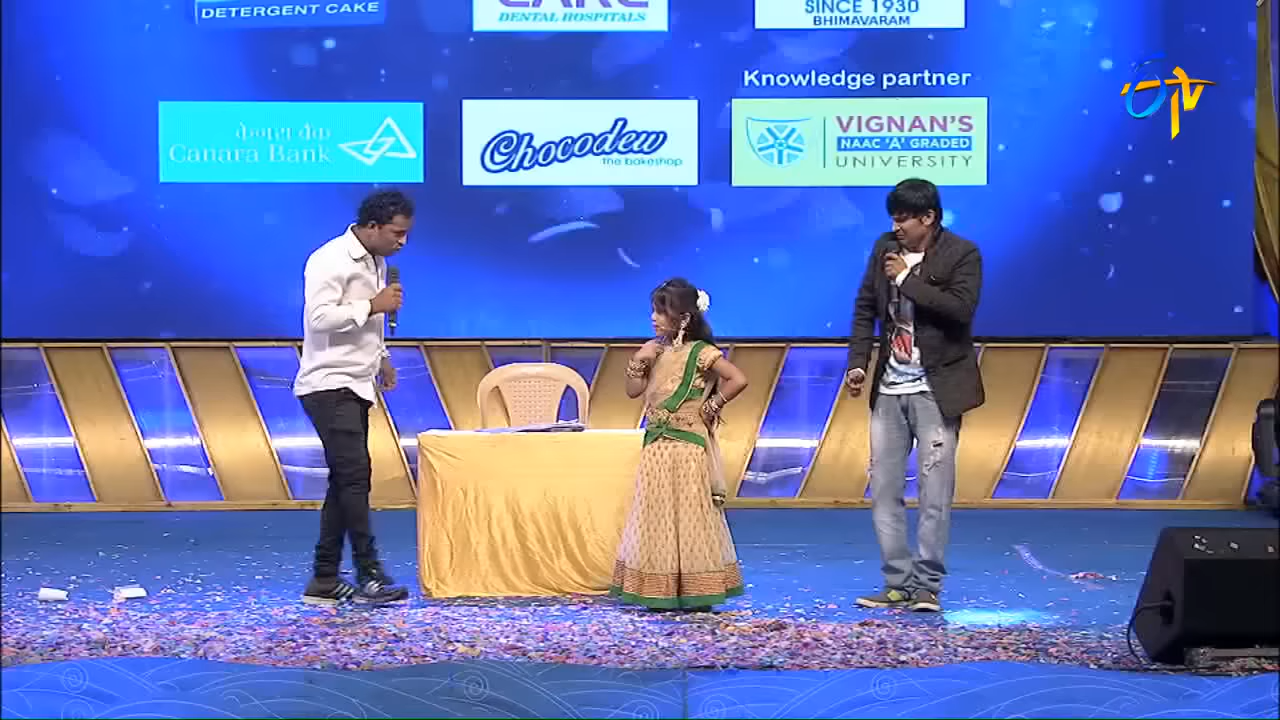 DETERGENT CAKE
CARE
DENTAL HOSPITALS
SINCE 1930
BHIMAVARAM
Knowledge partner
Canara Bank
Chocodew
the bakeshop
VIGNAN'S
NAAC 'A' GRADED
UNIVERSITY
etv